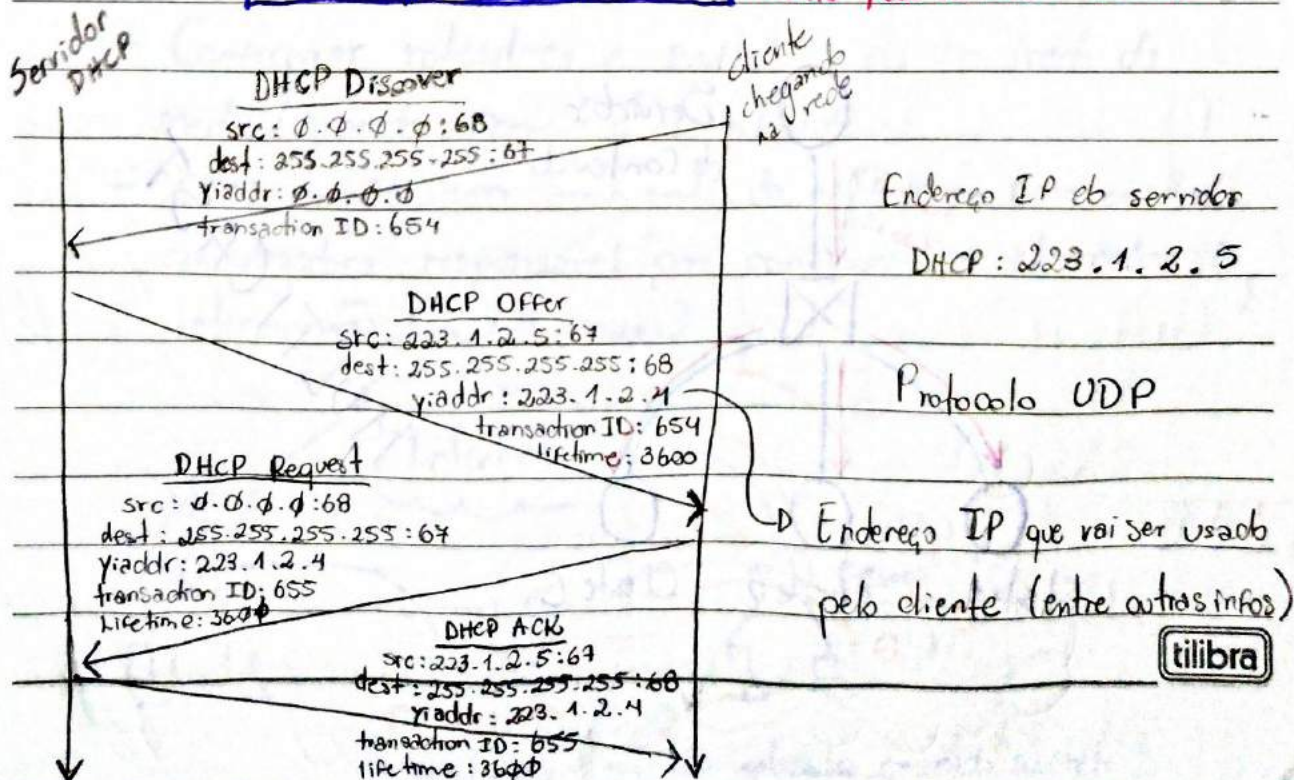 Servidor
DHCP
cliente
chegando
na rede
DHCP Discover
src: 0.0.0.0:68
dest: 255.255.255.255:67
yiaddr: 0.0.0.0
transaction ID: 654
Endereço IP do servidor
DHCP: 223.1.2.5
DHCP Offer
src: 223.1.2.5:67
dest: 255.255.255.255:68
yiaddr: 223.1.2.4
transaction ID: 654
lifetime: 3600
Protocolo UDP
Endereço IP que vai ser usado
pelo cliente (entre outras infos)
DHCP Request
src: 0.0.0.0:68
dest: 255.255.255.255:67
yiaddr: 223.1.2.4
transaction ID: 655
Lifetime: 3600
DHCP ACK
src: 223.1.2.5:67
dest: 255.255.255.255:68
yiaddr: 223.1.2.4
transaction ID: 655
lifetime: 3600
tilibra